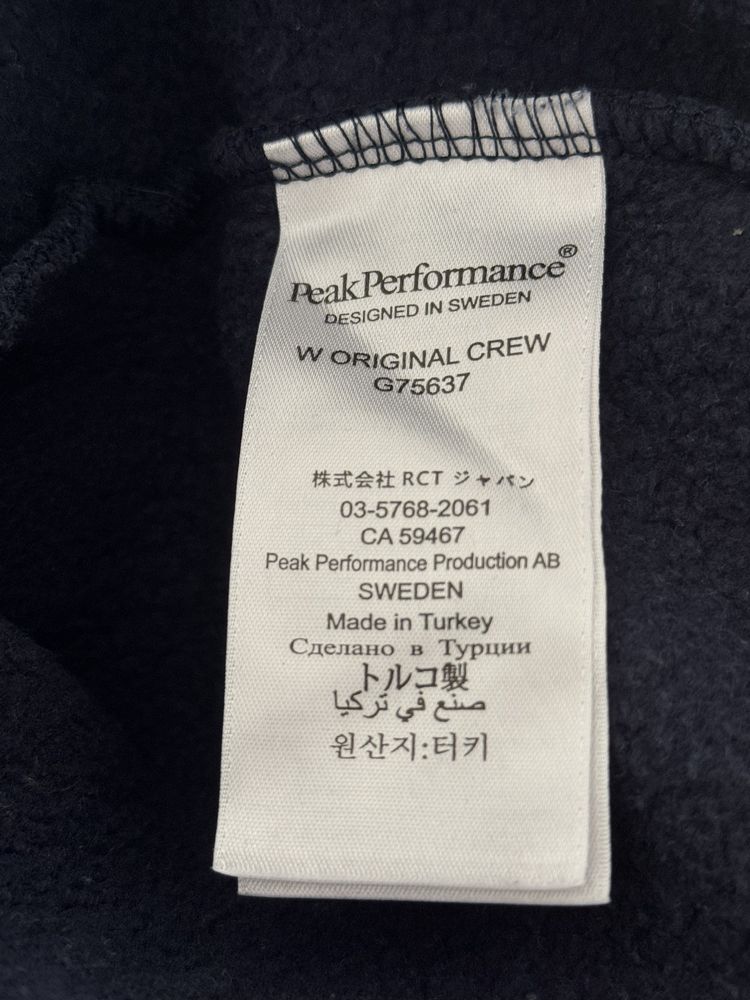 PeakPerformance®
DESIGNED IN SWEDEN
W ORIGINAL CREW
G75637
株式会社 RCT ジャパン
03-5768-2061
CA 59467
Peak Performance Production AB
SWEDEN
Made in Turkey
Сделано в Турции
トルコ製
صنع في تركيا
원산지:터키